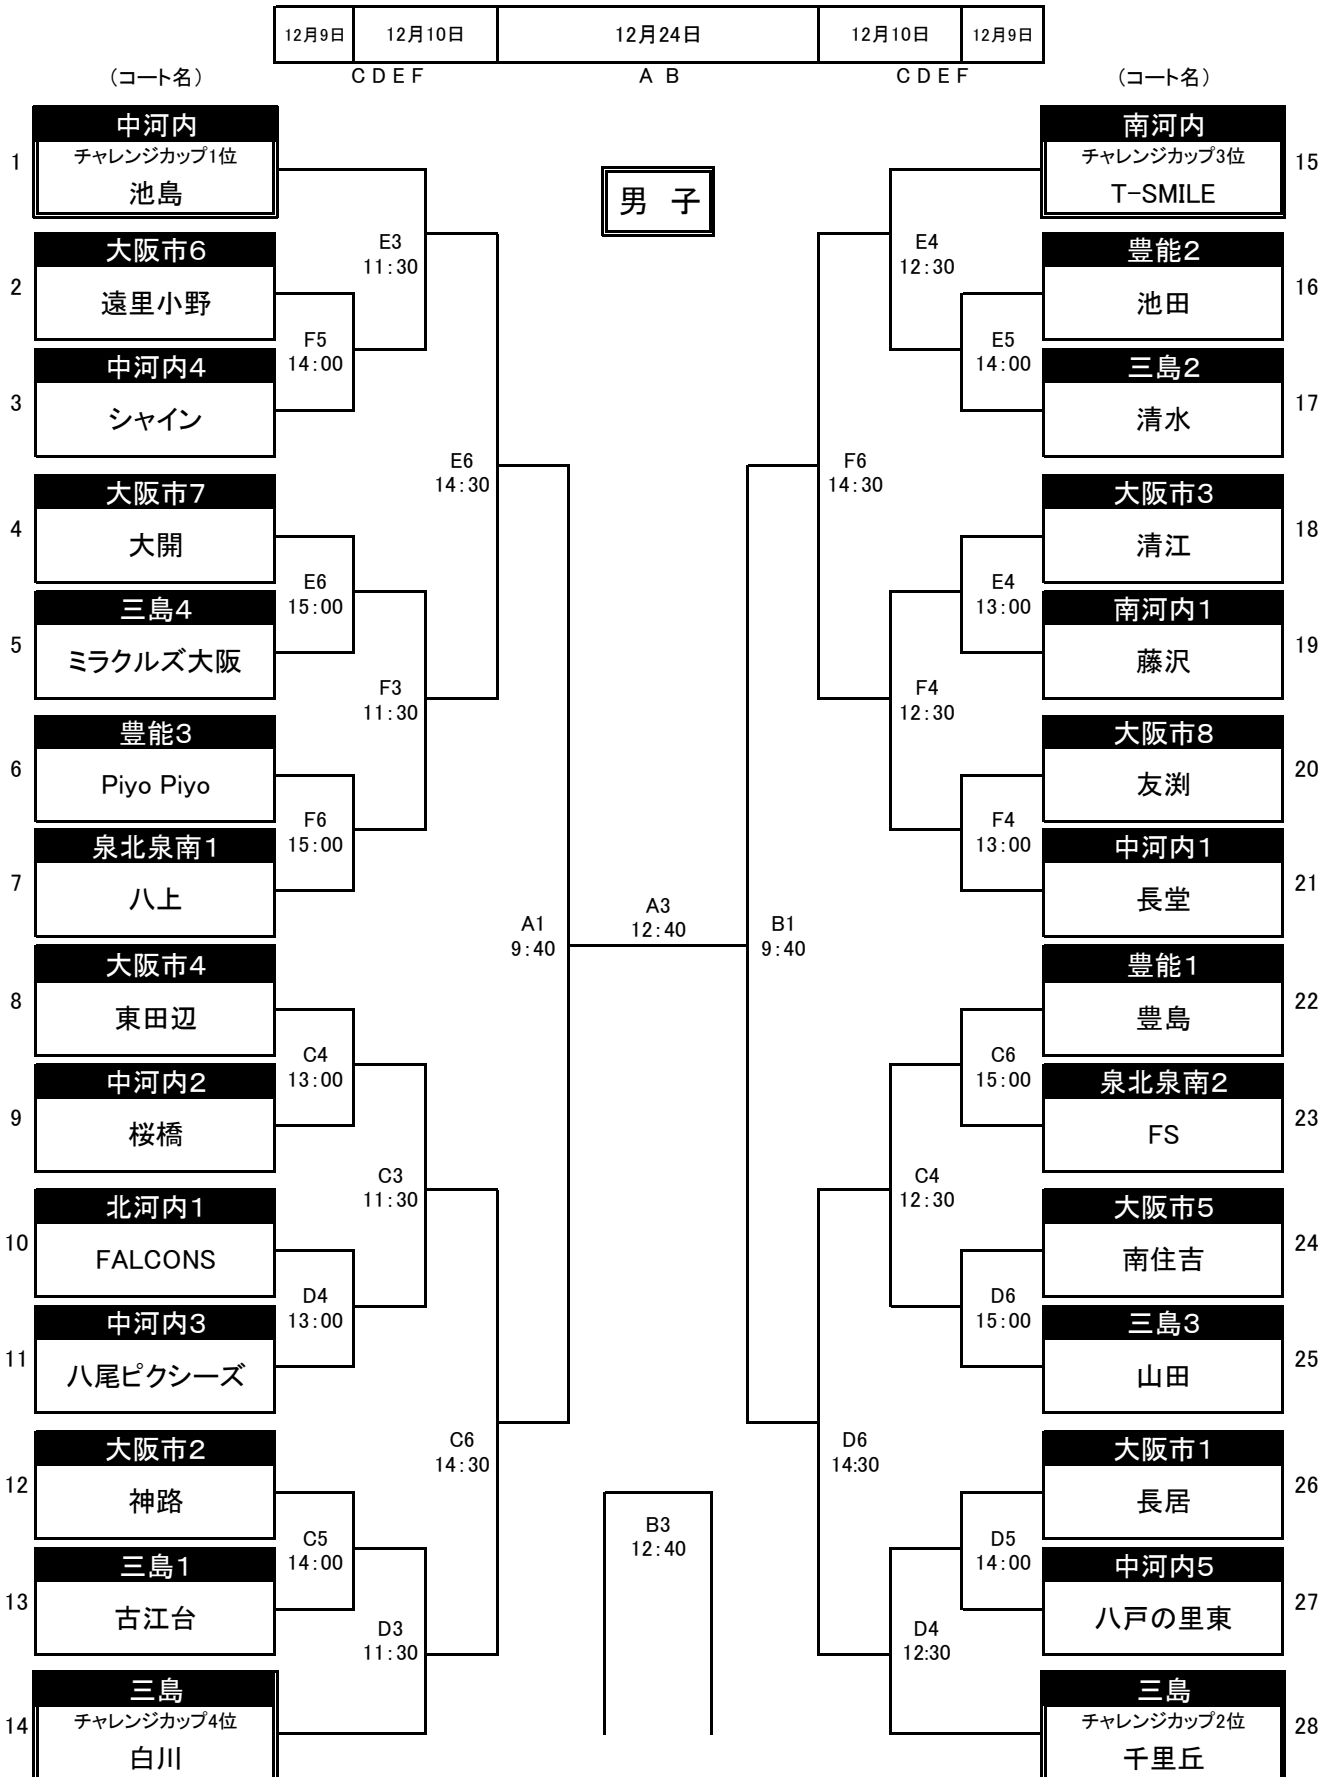 12月9日 12月10日 12月24日 12月10日 12月9日
（コート名） C D E F A B C D E F （コート名）
男 子
1
中河内
チャレンジカップ1位
池島
2
大阪市6
遠里小野
3
中河内4
シャイン
4
大阪市7
大開
5
三島4
ミラクルズ大阪
6
豊能3
Piyo Piyo
7
泉北泉南1
八上
8
大阪市4
東田辺
9
中河内2
桜橋
10
北河内1
FALCONS
11
中河内3
八尾ピクシーズ
12
大阪市2
神路
13
三島1
古江台
14
三島
チャレンジカップ4位
白川
F5
14:00
E6
15:00
F6
15:00
C4
13:00
D4
13:00
C5
14:00
E3
11:30
F3
11:30
C3
11:30
D3
11:30
E6
14:30
C6
14:30
A1
9:40
A3
12:40
B1
9:40
B3
12:40
F6
14:30
D6
14:30
E4
12:30
F4
12:30
C4
12:30
D4
12:30
E5
14:00
E4
13:00
F4
13:00
C6
15:00
D6
15:00
D5
14:00
南河内
チャレンジカップ3位
T-SMILE
15
豊能2
池田
16
三島2
清水
17
大阪市3
清江
18
南河内1
藤沢
19
大阪市8
友渕
20
中河内1
長堂
21
豊能1
豊島
22
泉北泉南2
FS
23
大阪市5
南住吉
24
三島3
山田
25
大阪市1
長居
26
中河内5
八戸の里東
27
三島
チャレンジカップ2位
千里丘
28